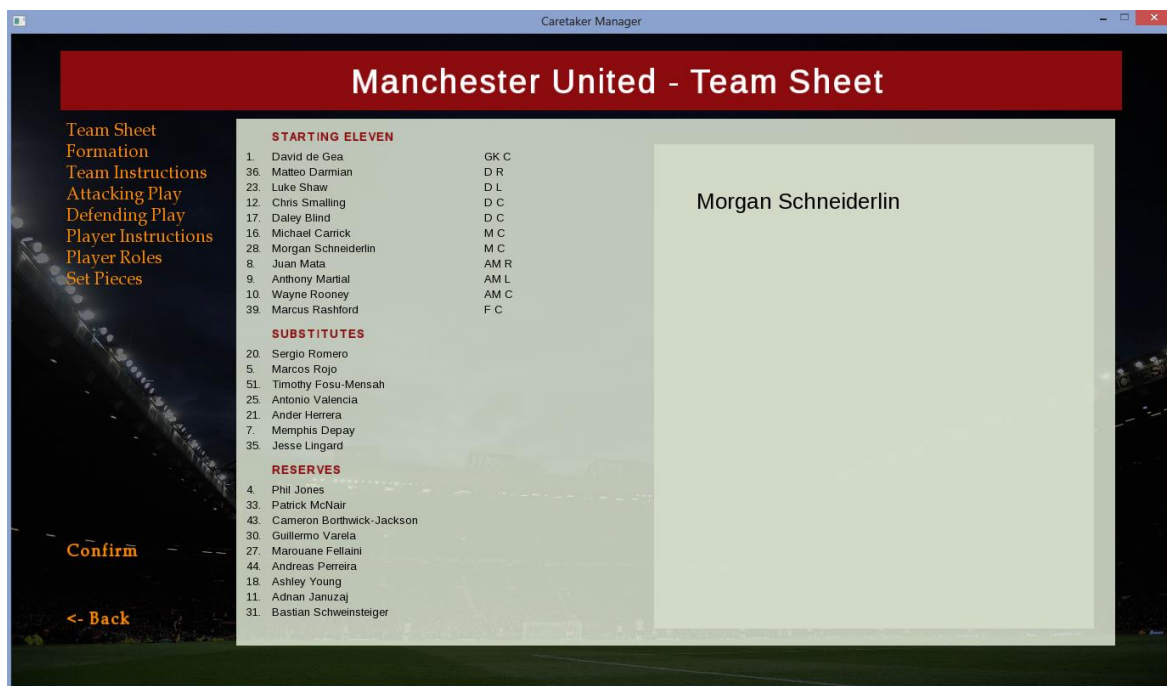 Caretaker Manager
Manchester United - Team Sheet
Team Sheet
Formation
Team Instructions
Attacking Play
Defending Play
Player Instructions
Player Roles
Set Pieces
Confirm
<- Back
STARTING ELEVEN
1. David de Gea GK C
36. Matteo Darmian D R
23. Luke Shaw D L
12. Chris Smalling D C
17. Daley Blind D C
16. Michael Carrick M C
28. Morgan Schneiderlin M C
8. Juan Mata AM R
9. Anthony Martial AM L
10. Wayne Rooney AM C
39. Marcus Rashford F C
SUBSTITUTES
20. Sergio Romero
5. Marcos Rojo
51. Timothy Fosu-Mensah
25. Antonio Valencia
21. Ander Herrera
7. Memphis Depay
35. Jesse Lingard
RESERVES
4. Phil Jones
33. Patrick McNair
43. Cameron Borthwick-Jackson
30. Guillermo Varela
27. Marouane Fellaini
44. Andreas Perreira
18. Ashley Young
11. Adnan Januzaj
31. Bastian Schweinsteiger
Morgan Schneiderlin